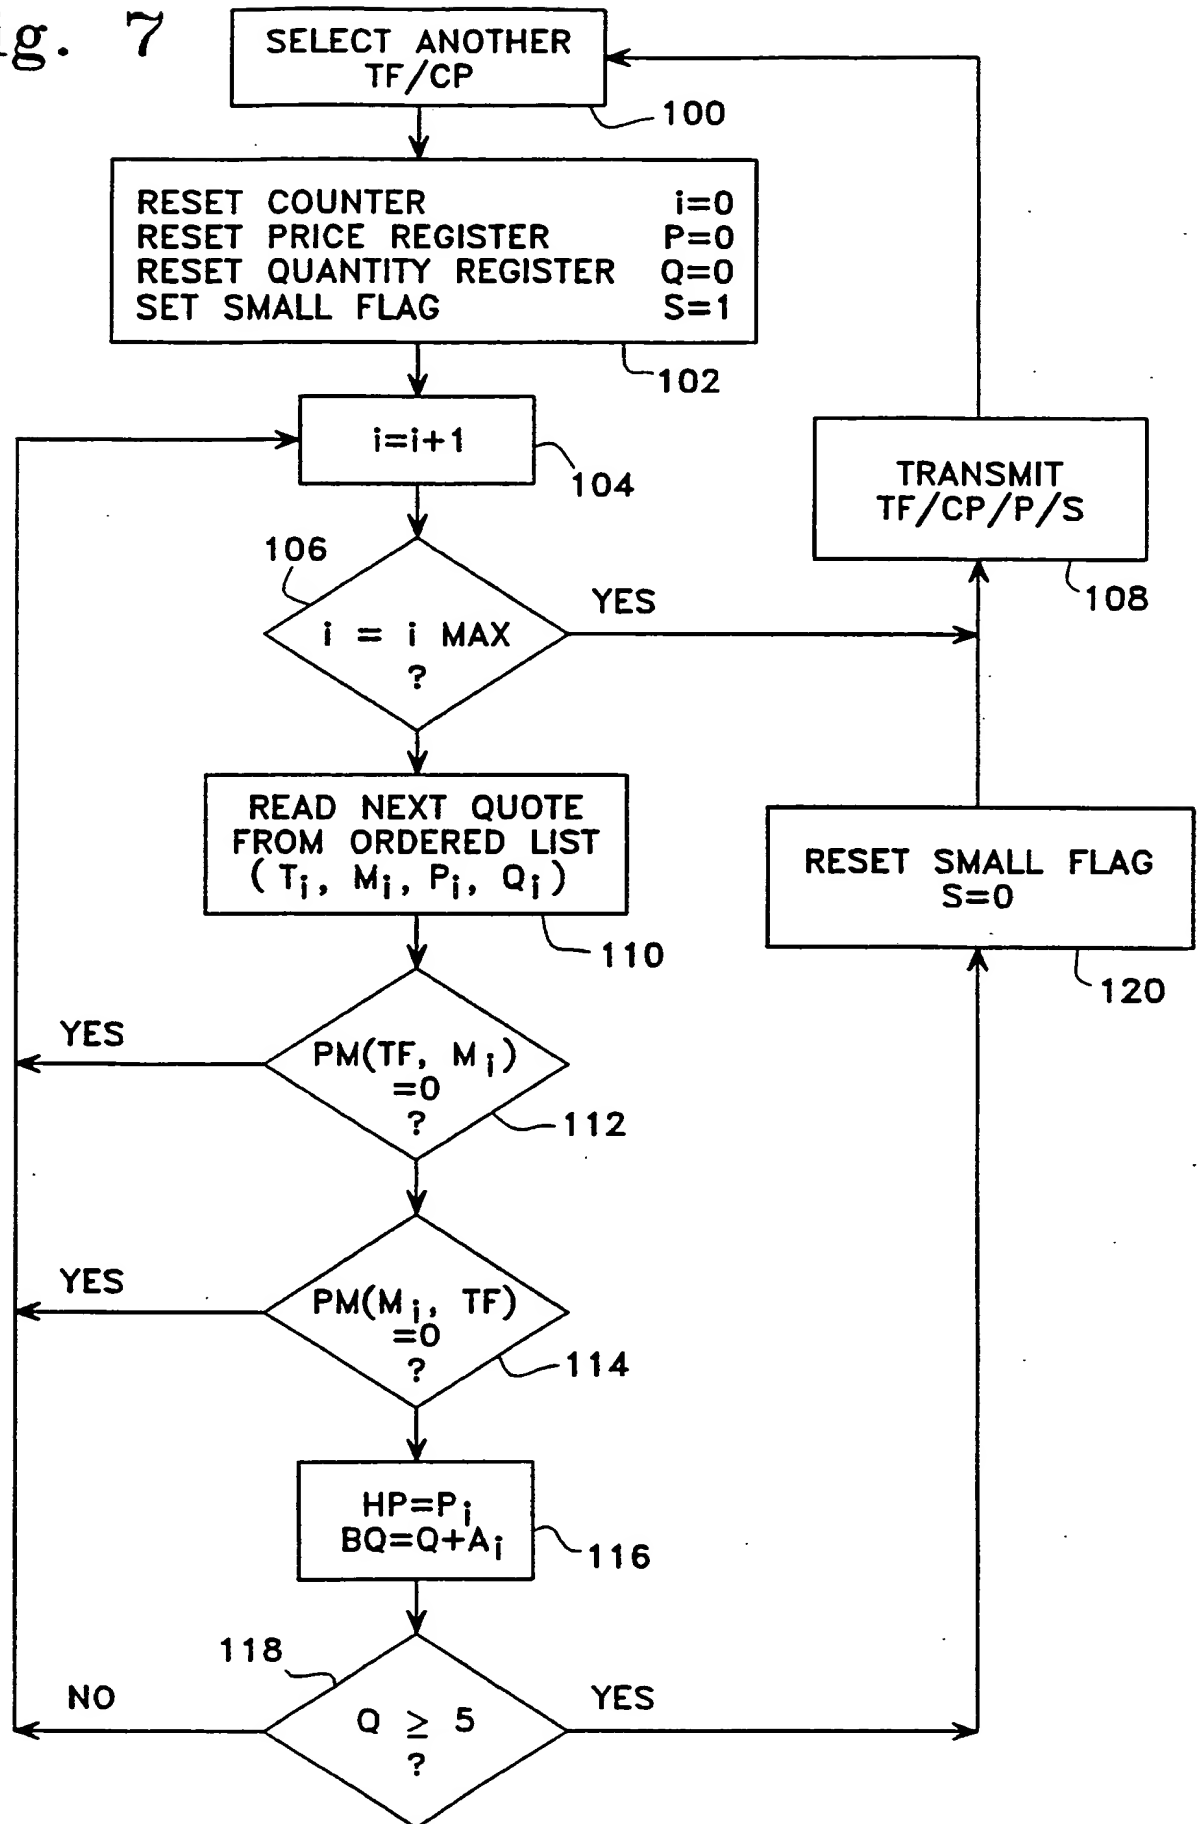 ig. 7
SELECT ANOTHER
TF/CP
100
RESET COUNTER i=0
RESET PRICE REGISTER P=0
RESET QUANTITY REGISTER Q=0
SET SMALL FLAG S=1
102
i=i+1
104
TRANSMIT
TF/CP/P/S
108
106
i = i MAX
?
YES
READ NEXT QUOTE
FROM ORDERED LIST
(Ti, Mi, Pi, Qi)
110
RESET SMALL FLAG
S=0
120
YES
PM(TF, Mi)
=0
?
112
YES
PM(Mi, TF)
=0
?
114
HP=Pi
BQ=Q+Ai
116
118
NO
Q ≥ 5
?
YES